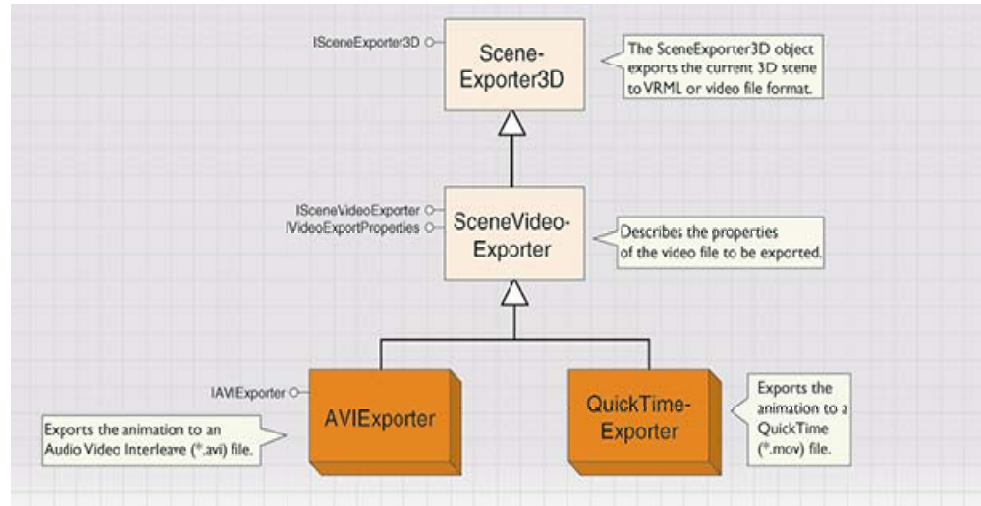 ISceneExporter3D
Scene-
Exporter3D
The SceneExporter3D object
exports the current 3D scene
to VRML or video file format.
ISceneVideoExporter
IVideoExportProperties
SceneVideo-
Exporter
Describes the properties
of the video file to be exported.
IAVIExporter
AVIExporter
Exports the animation to an
Audio Video Interleave (*.avi) file.
QuickTime-
Exporter
Exports the
animation to a
QuickTime
(*.mov) file.